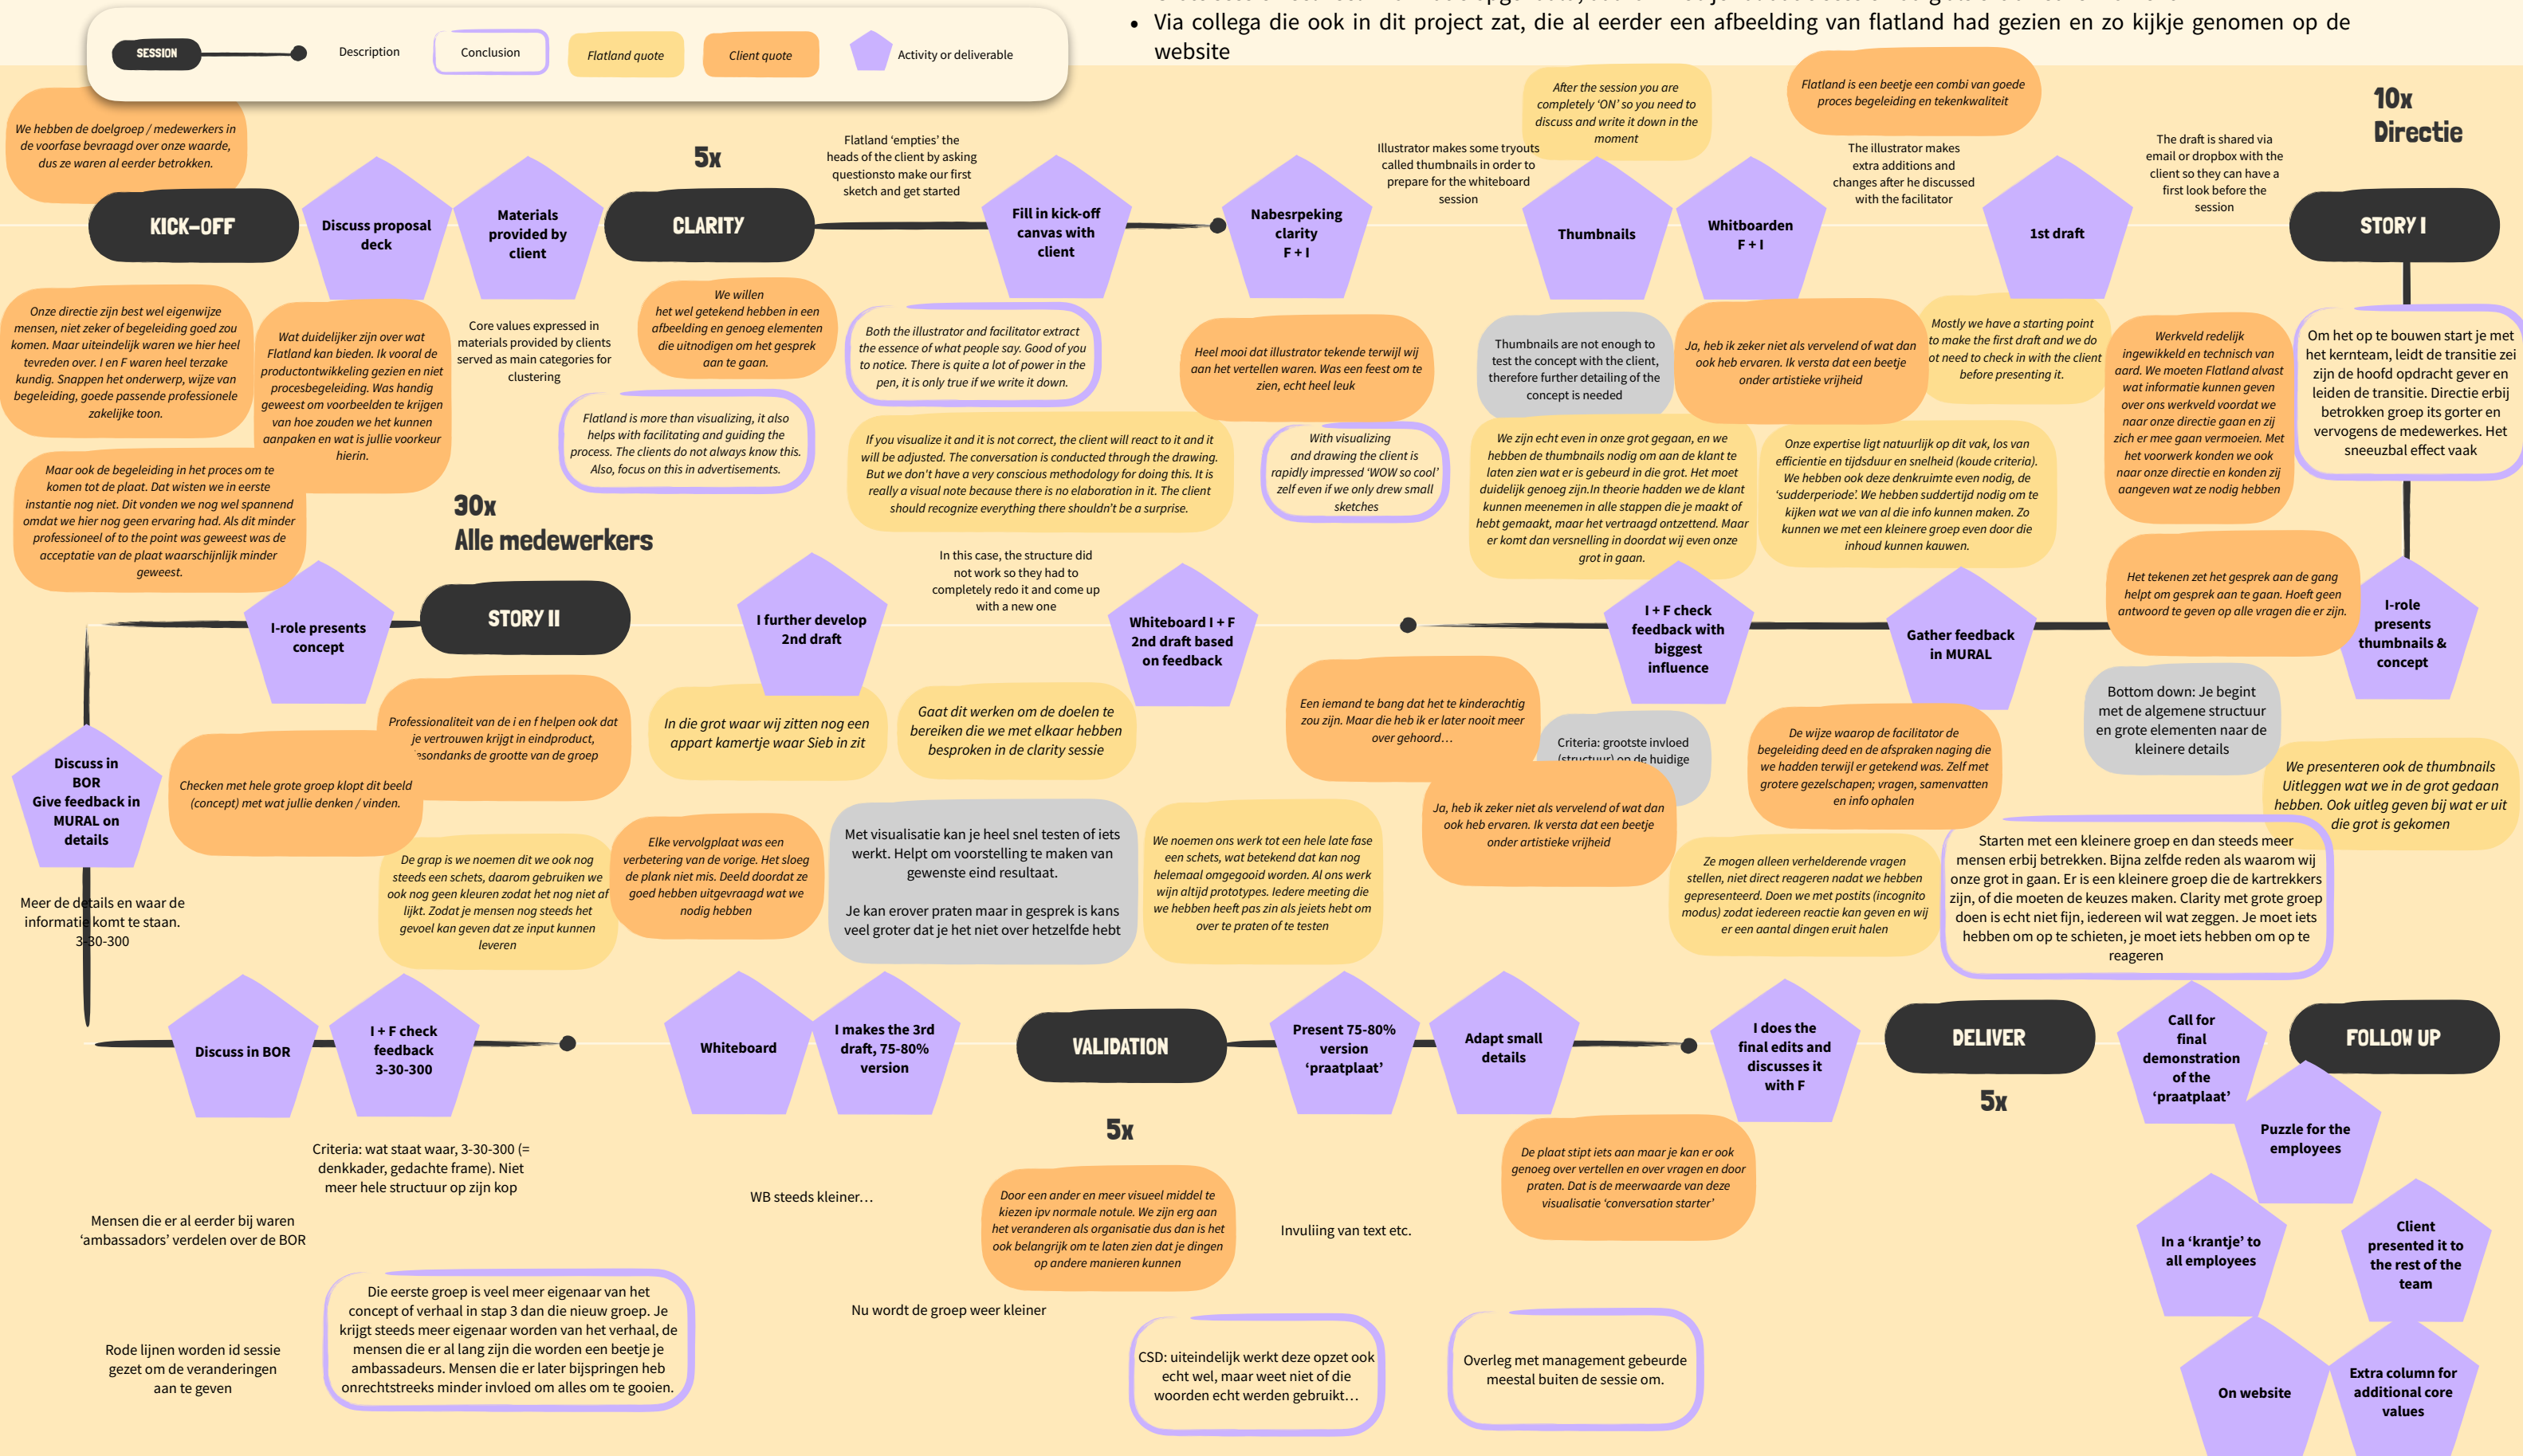 Via collega die ook in dit project zat, die al eerder een afbeelding van flatland had gezien en zo kijkje genomen op de
website
SESSION
Description
Conclusion
Flatland quote
Client quote
Activity or deliverable
We hebben de doelgroep / medewerkers in
de voorfase bevraagd over onze waarde,
dus ze waren al eerder betrokken.
KICK-OFF
Discuss proposal
deck
Materials
provided by
client
5x
CLARITY
Flatland ‘empties’ the
heads of the client by asking
questionsto make our first
sketch and get started
Fill in kick-off
canvas with
client
Nabesrpeking
clarity
F + I
Illustrator makes some tryouts
called thumbnails in order to
prepare for the whiteboard
session
After the session you are
completely ‘ON’ so you need to
discuss and write it down in the
moment
Thumbnails
Whitboarden
F + I
Flatland is een beetje een combi van goede
proces begeleiding en tekenkwaliteit
The illustrator makes
extra additions and
changes after he discussed
with the facilitator
1st draft
The draft is shared via
email or dropbox with the
client so they can have a
first look before the
session
10x
Directie
STORY I
Onze directie zijn best wel eigenwijze
mensen, niet zeker of begeleiding goed zou
komen. Maar uiteindelijk waren we hier heel
tevreden over. I en F waren heel terzake
kundig. Snappen het onderwerp, wijze van
begeleiding, goede passende professionele
zakelijke toon.
Wat duidelijker zijn over wat
Flatland kan bieden. Ik vooral de
productontwikkeling gezien en niet
procesbegeleiding. Was handig
geweest om voorbeelden te krijgen
van hoe zouden we het kunnen
aanpaken en wat is jullie voorkeur
hierin.
Core values expressed in
materials provided by clients
served as main categories for
clustering
We willen
het wel getekend hebben in een
afbeelding en genoeg elementen
die uitnodigen om het gesprek
aan te gaan.
Flatland is more than visualizing, it also
helps with facilitating and guiding the
process. The clients do not always know this.
Also, focus on this in advertisements.
Both the illustrator and facilitator extract
the essence of what people say. Good of you
to notice. There is quite a lot of power in the
pen, it is only true if we write it down.
If you visualize it and it is not correct, the client will react to it and it
will be adjusted. The conversation is conducted through the drawing.
But we don't have a very conscious methodology for doing this. It is
really a visual note because there is no elaboration in it. The client
should recognize everything there shouldn’t be a surprise.
Heel mooi dat illustrator tekende terwijl wij
aan het vertellen waren. Was een feest om te
zien, echt heel leuk
With visualizing
and drawing the client is
rapidly impressed ‘WOW so cool’
zelf even if we only drew small
sketches
Thumbnails are not enough to
test the concept with the client,
therefore further detailing of the
concept is needed
Ja, heb ik zeker niet als vervelend of wat dan
ook heb ervaren. Ik versta dat een beetje
onder artistieke vrijheid
Mostly we have a starting point
to make the first draft and we do
ot need to check in with the client
before presenting it.
We zijn echt even in onze grot gegaan, en we
hebben de thumbnails nodig om aan de klant te
laten zien wat er is gebeurd in die grot. Het moet
duidelijk genoeg zijn.In theorie hadden we de klant
kunnen meenemen in alle stappen die je maakt of
hebt gemaakt, maar het vertraagd ontzettend. Maar
er komt dan versnelling in doordat wij even onze
grot in gaan.
Onze expertise ligt natuurlijk op dit vak, los van
efficientie en tijdsduur en snelheid (koude criteria).
We hebben ook deze denkruimte even nodig, de
‘sudderperiode’. We hebben suddertijd nodig om te
kijken wat we van al die info kunnen maken. Zo
kunnen we met een kleinere groep even door die
inhoud kunnen kauwen.
Werkveld redelijk
ingewikkeld en technisch van
aard. We moeten Flatland alvast
wat informatie kunnen geven
over ons werkveld voordat we
naar onze directie gaan en zij
zich er mee gaan vermoeien. Met
het voorwerk konden we ook
naar onze directie en konden zij
aangeven wat ze nodig hebben
Om het op te bouwen start je met
het kernteam, leidt de transitie zei
zijn de hoofd opdracht gever en
leiden de transitie. Directie erbij
betrokken groep its gorter en
vervogens de medewerkes. Het
sneeuzbal effect vaak
Maar ook de begeleiding in het proces om te
komen tot de plaat. Dat wisten we in eerste
instantie nog niet. Dit vonden we nog wel spannend
omdat we hier nog geen ervaring had. Als dit minder
professioneel of to the point was geweest was de
acceptatie van de plaat waarschijnlijk minder
geweest.
30x
Alle medewerkers
I-role presents
concept
STORY II
I further develop
2nd draft
In this case, the structure did
not work so they had to
completely redo it and come up
with a new one
Whiteboard I + F
2nd draft based
on feedback
I + F check
feedback with
biggest
influence
Gather feedback
in MURAL
Het tekenen zet het gesprek aan de gang
helpt om gesprek aan te gaan. Hoeft geen
antwoord te geven op alle vragen die er zijn.
I-role
presents
thumbnails &
concept
Discuss in
BOR
Give feedback in
MURAL on
details
Professionaliteit van de i en f helpen ook dat
je vertrouwen krijgt in eindproduct,
esondanks de grootte van de groep
Checken met hele grote groep klopt dit beeld
(concept) met wat jullie denken / vinden.
In die grot waar wij zitten nog een
appart kamertje waar Sieb in zit
Gaat dit werken om de doelen te
bereiken die we met elkaar hebben
besproken in de clarity sessie
Een iemand te bang dat het te kinderachtig
zou zijn. Maar die heb ik er later nooit meer
over gehoord…
Criteria: grootste invloed
(structuur) op de huidige
Ja, heb ik zeker niet als vervelend of wat dan
ook heb ervaren. Ik versta dat een beetje
onder artistieke vrijheid
De wijze waarop de facilitator de
begeleiding deed en de afspraken naging die
we hadden terwijl er getekend was. Zelf met
grotere gezelschapen; vragen, samenvatten
en info ophalen
Bottom down: Je begint
met de algemene structuur
en grote elementen naar de
kleinere details
We presenteren ook de thumbnails
Uitleggen wat we in de grot gedaan
hebben. Ook uitleg geven bij wat er uit
die grot is gekomen
De grap is we noemen dit we ook nog
steeds een schets, daarom gebruiken we
ook nog geen kleuren zodat het nog niet af
lijkt. Zodat je mensen nog steeds het
gevoel kan geven dat ze input kunnen
leveren
Elke vervolgplaat was een
verbetering van de vorige. Het sloeg
de plank niet mis. Deeld doordat ze
goed hebben uitgevraagd wat we
nodig hebben
Met visualisatie kan je heel snel testen of iets
werkt. Helpt om voorstelling te maken van
gewenste eind resultaat.
Je kan erover praten maar in gesprek is kans
veel groter dat je het niet over hetzelfde hebt
We noemen ons werk tot een hele late fase
een schets, wat betekend dat kan nog
helemaal omgegooid worden. Al ons werk
wijn altijd prototypes. Iedere meeting die
we hebben heeft pas zin als jeiets hebt om
over te praten of te testen
Ze mogen alleen verhelderende vragen
stellen, niet direct reageren nadat we hebben
gepresenteerd. Doen we met postits (incognito
modus) zodat iedereen reactie kan geven en wij
er een aantal dingen eruit halen
Starten met een kleinere groep en dan steeds meer
mensen erbij betrekken. Bijna zelfde reden als waarom wij
onze grot in gaan. Er is een kleinere groep die de kartrekkers
zijn, of die moeten de keuzes maken. Clarity met grote groep
doen is echt niet fijn, iedereen wil wat zeggen. Je moet iets
hebben om op te schieten, je moet iets hebben om op te
reageren
Meer de details en waar de
informatie komt te staan.
3-30-300
Discuss in BOR
I + F check
feedback
3-30-300
Whiteboard
I makes the 3rd
draft, 75-80%
version
VALIDATION
Present 75-80%
version
‘praatplaat’
Adapt small
details
I does the
final edits and
discusses it
with F
DELIVER
5x
Call for
final
demonstration
of the
‘praatplaat’
FOLLOW UP
Puzzle for the
employees
5x
Criteria: wat staat waar, 3-30-300 (=
denkkader, gedachte frame). Niet
meer hele structuur op zijn kop
Mensen die er al eerder bij waren
‘ambassadors’ verdelen over de BOR
WB steeds kleiner…
Door een ander en meer visueel middel te
kiezen ipv normale notule. We zijn erg aan
het veranderen als organisatie dus dan is het
ook belangrijk om te laten zien dat je dingen
op andere manieren kunnen
Invuliing van text etc.
De plaat stipt iets aan maar je kan er ook
genoeg over vertellen en over vragen en door
praten. Dat is de meerwaarde van deze
visualisatie ‘conversation starter’
In a ‘krantje’ to
all employees
Client
presented it to
the rest of the
team
Rode lijnen worden id sessie
gezet om de veranderingen
aan te geven
Die eerste groep is veel meer eigenaar van het
concept of verhaal in stap 3 dan die nieuw groep. Je
krijgt steeds meer eigenaar worden van het verhaal, de
mensen die er al lang zijn die worden een beetje je
ambassadeurs. Mensen die er later bijspringen heb
onrechtstreeks minder invloed om alles om te gooien.
Nu wordt de groep weer kleiner
CSD: uiteindelijk werkt deze opzet ook
echt wel, maar weet niet of die
woorden echt werden gebruikt…
Overleg met management gebeurde
meestal buiten de sessie om.
On website
Extra column for
additional core
values